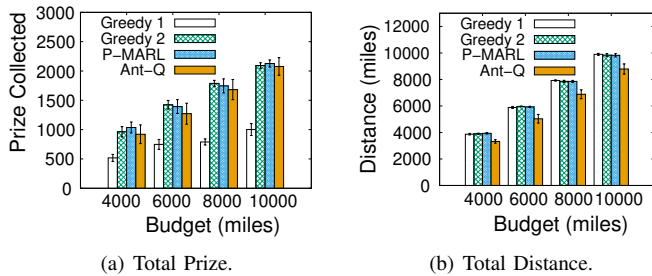 Greedy 1
Greedy 2
P-MARL
Ant-Q
Prize Collected
3000
2500
2000
1500
1000
500
0
4000 6000 8000 10000
Budget (miles)
(a) Total Prize.
Greedy 1
Greedy 2
P-MARL
Ant-Q
Distance (miles)
12000
10000
8000
6000
4000
2000
0
4000 6000 8000 10000
Budget (miles)
(b) Total Distance.